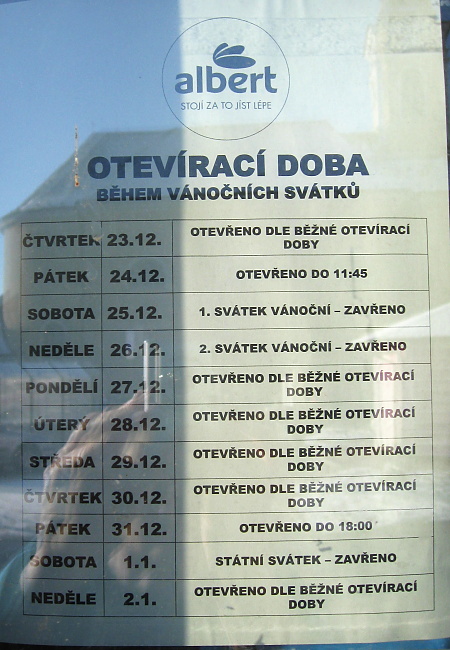 albert
STOJÍ ZA TO JÍST LÉPE
OTEVÍRACÍ DOBA
BĚHEM VÁNOČNÍCH SVÁTKŮ
ČTVRTEK 23.12. OTEVŘENO DLE BĚŽNÉ OTEVÍRACÍ
DOBY
PÁTEK 24.12. OTEVŘENO DO 11:45
SOBOTA 25.12. 1. SVÁTEK VÁNOČNÍ – ZAVŘENO
NEDĚLE 26.12. 2. SVÁTEK VÁNOČNÍ – ZAVŘENO
PONDĚLÍ 27.12. OTEVŘENO DLE BĚŽNÉ OTEVÍRACÍ
DOBY
ÚTERÝ 28.12. OTEVŘENO DLE BĚŽNÉ OTEVÍRACÍ
DOBY
STŘEDA 29.12. OTEVŘENO DLE BĚŽNÉ OTEVÍRACÍ
DOBY
ČTVRTEK 30.12. OTEVŘENO DLE BĚŽNÉ OTEVÍRACÍ
DOBY
PÁTEK 31.12. OTEVŘENO DO 18:00
SOBOTA 1.1. STÁTNÍ SVÁTEK – ZAVŘENO
NEDĚLE 2.1. OTEVŘENO DLE BĚŽNÉ OTEVÍRACÍ
DOBY